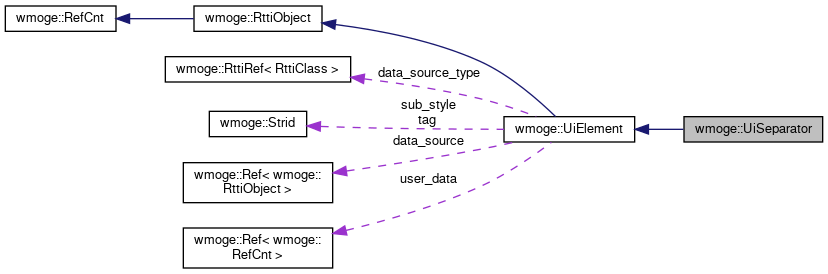 wmoge::RefCnt
wmoge::RttiObject
wmoge::RttiRef< RttiClass >
data_source_type
wmoge::Strid
sub_style
tag
wmoge::UiElement
wmoge::UiSeparator
data_source
wmoge::Ref< wmoge::
RttiObject >
user_data
wmoge::Ref< wmoge::
RefCnt >